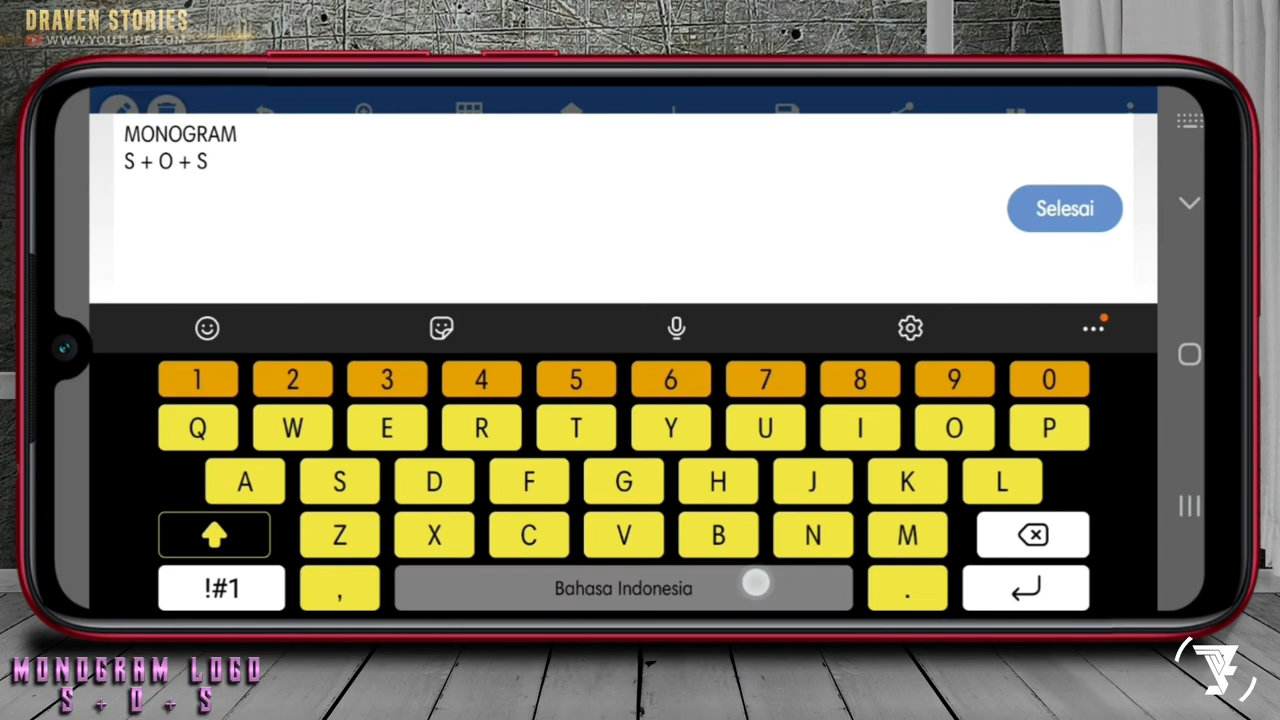 DRAVEN STORIES
WWW.YOUTUBE.COM
MONOGRAM
S + O + S
Selesai
1 2 3 4 5 6 7 8 9 0
Q W E R T Y U I O P
A S D F G H J K L
Z X C V B N M
!#1 , Bahasa Indonesia .
MONOGRAM LOGO
S + O + S